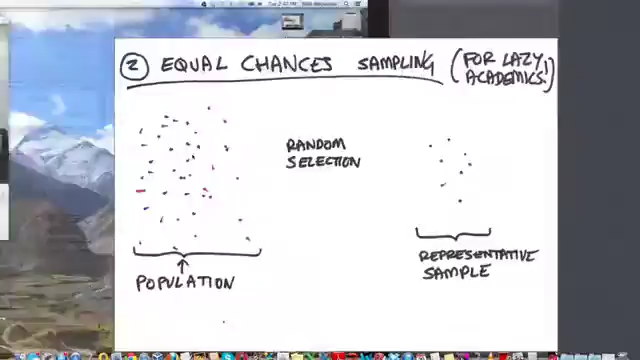 ② EQUAL CHANCES SAMPLING (FOR LAZY
ACADEMICS!)
RANDOM
SELECTION
POPULATION
REPRESENTATIVE
SAMPLE